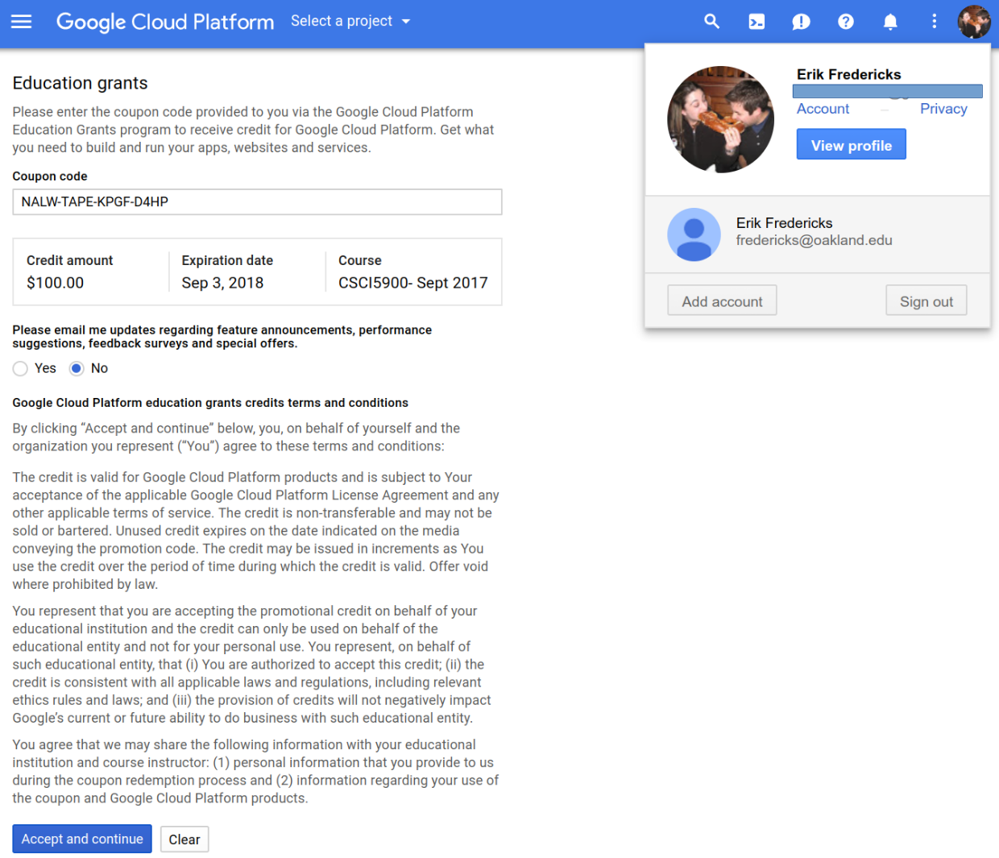 Google Cloud Platform Select a project
Erik Fredericks
Account Privacy
View profile
Erik Fredericks
fredericks@oakland.edu
Add account Sign out
Education grants
Please enter the coupon code provided to you via the Google Cloud Platform
Education Grants program to receive credit for Google Cloud Platform. Get what
you need to build and run your apps, websites and services.
Coupon code
NALW-TAPE-KPGF-D4HP
Credit amount Expiration date Course
$100.00 Sep 3, 2018 CSCI5900- Sept 2017
Please email me updates regarding feature announcements, performance
suggestions, feedback surveys and special offers.
Yes No
Google Cloud Platform education grants credits terms and conditions
By clicking “Accept and continue” below, you, on behalf of yourself and the
organization you represent (“You”) agree to these terms and conditions:
The credit is valid for Google Cloud Platform products and is subject to Your
acceptance of the applicable Google Cloud Platform License Agreement and any
other applicable terms of service. The credit is non-transferable and may not be
sold or bartered. Unused credit expires on the date indicated on the media
conveying the promotion code. The credit may be issued in increments as You
use the credit over the period of time during which the credit is valid. Offer void
where prohibited by law.
You represent that you are accepting the promotional credit on behalf of your
educational institution and the credit can only be used on behalf of the
educational entity and not for your personal use. You represent, on behalf of
such educational entity, that (i) You are authorized to accept this credit; (ii) the
credit is consistent with all applicable laws and regulations, including relevant
ethics rules and laws; and (iii) the provision of credits will not negatively impact
Google’s current or future ability to do business with such educational entity.
You agree that we may share the following information with your educational
institution and course instructor: (1) personal information that you provide to us
during the coupon redemption process and (2) information regarding your use of
the coupon and Google Cloud Platform products.
Accept and continue Clear